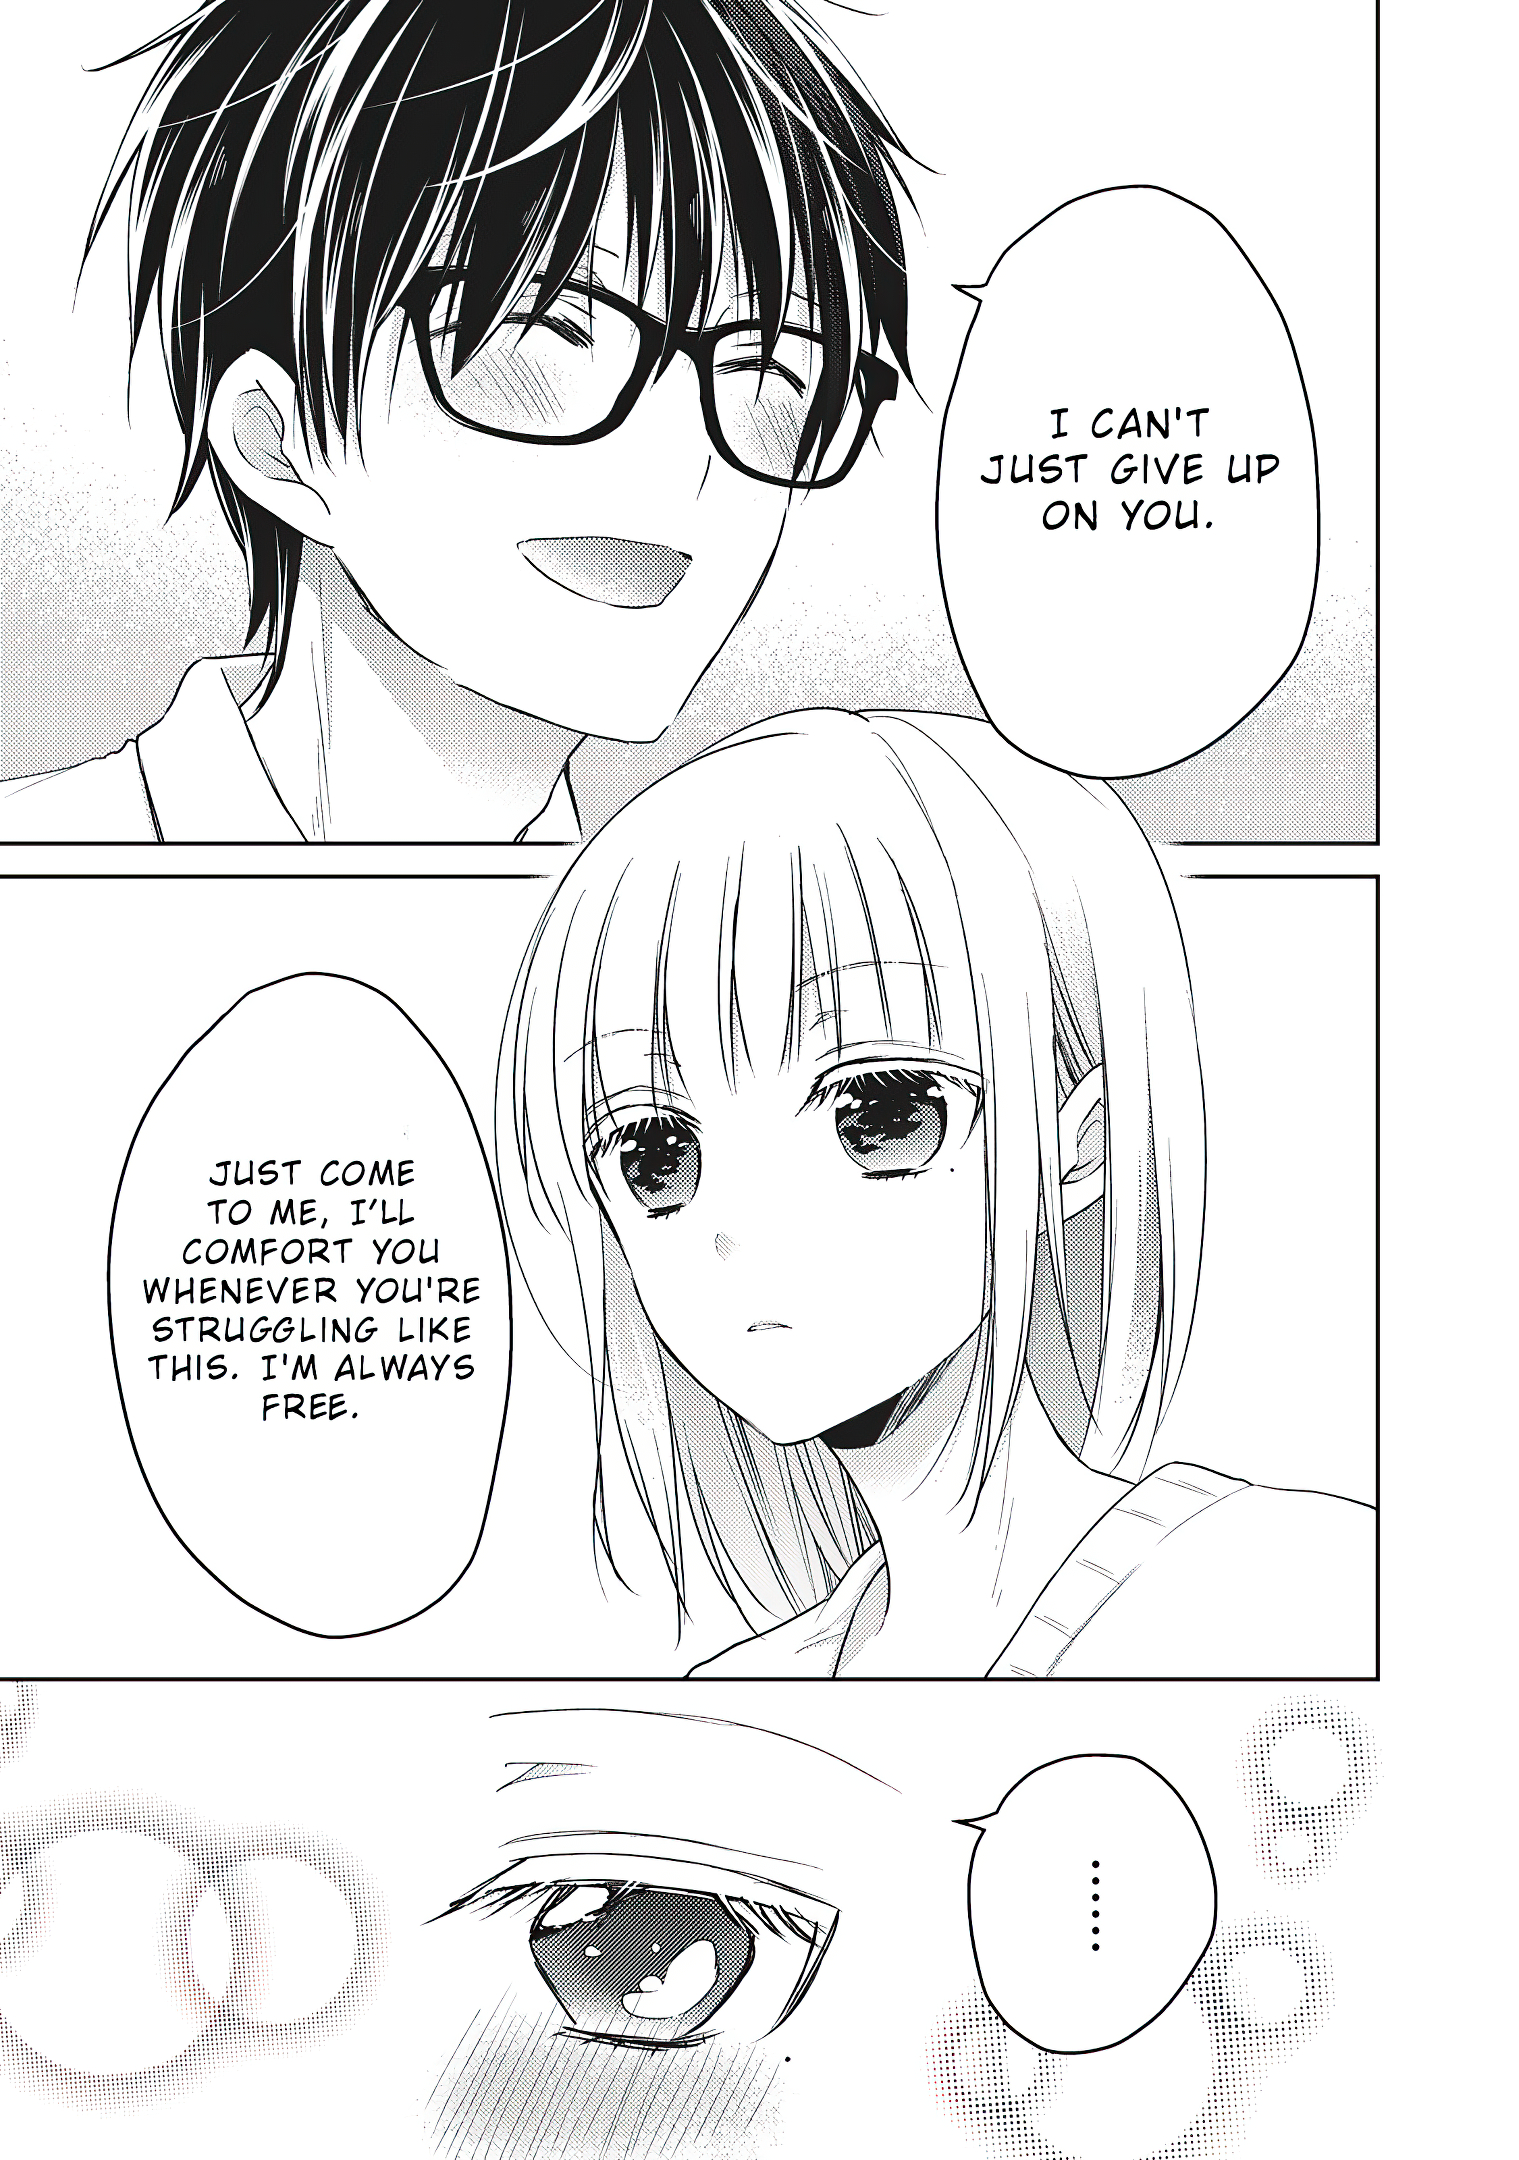 I CAN'T
JUST GIVE UP
ON YOU.
JUST COME
TO ME, I'LL
COMFORT YOU
WHENEVER YOU'RE
STRUGGLING LIKE
THIS. I'M ALWAYS
FREE.
......